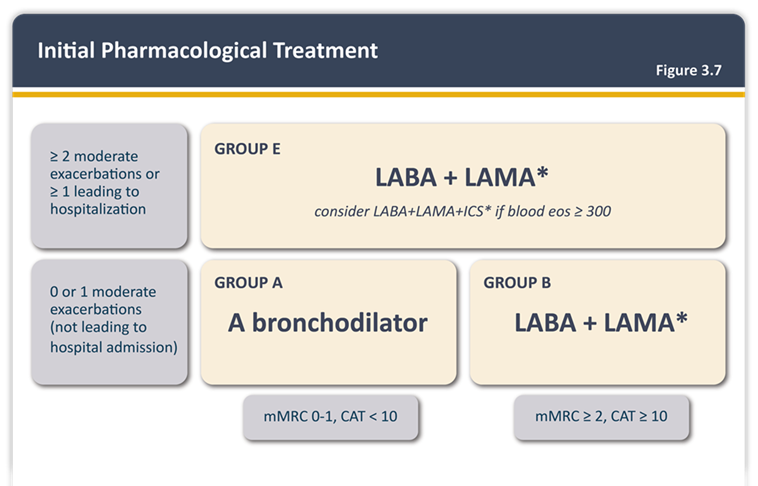 Initial Pharmacological Treatment
Figure 3.7
≥ 2 moderate
exacerbations or
≥ 1 leading to
hospitalization
GROUP E
LABA + LAMA*
consider LABA+LAMA+ICS* if blood eos ≥ 300
0 or 1 moderate
exacerbations
(not leading to
hospital admission)
GROUP A
A bronchodilator
GROUP B
LABA + LAMA*
mMRC 0-1, CAT < 10
mMRC ≥ 2, CAT ≥ 10